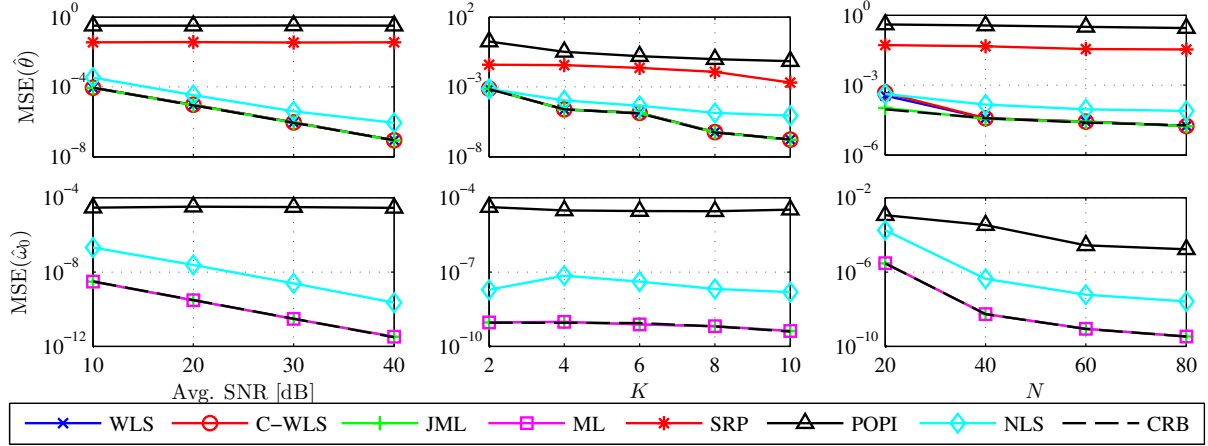 MSE(θ̂)
10^0
10^-4
10^-8
10^2
10^-3
10^-8
10^0
10^-3
10^-6
MSE(ω̂_0)
10^-4
10^-8
10^-12
10 20 30 40
Avg. SNR [dB]
10^-4
10^-7
10^-10
2 4 6 8 10
K
10^-2
10^-6
10^-10
20 40 60 80
N
WLS C-WLS JML ML SRP POPI NLS CRB